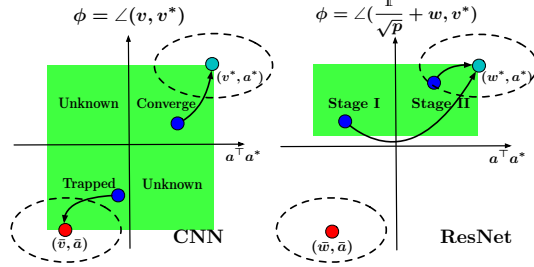 ϕ = ∠(v, v*)
(v*, a*)
Unknown
Converge
a⊤a*
Trapped
Unknown
(v̄, ā)
CNN
ϕ = ∠(𝟙/√p + w, v*)
(w*, a*)
Stage I
Stage II
a⊤a*
(w̄, ā)
ResNet